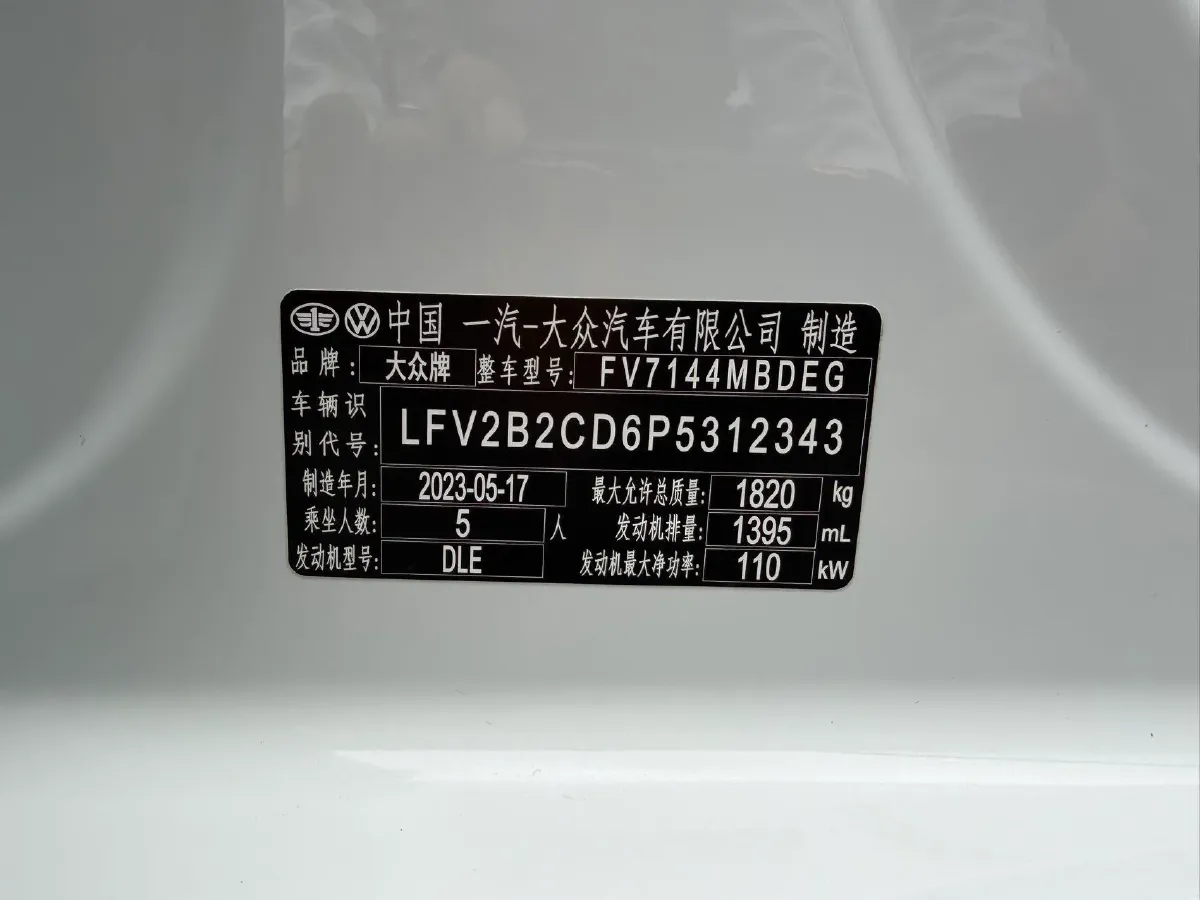 中国 一汽-大众汽车有限公司 制造
品牌: 大众牌 整车型号: FV7144MBDEG
车辆识
别代号: LFV2B2CD6P5312343
制造年月: 2023-05-17 最大允许总质量: 1820 kg
乘坐人数: 5 人 发动机排量: 1395 mL
发动机型号: DLE 发动机最大净功率: 110 kW